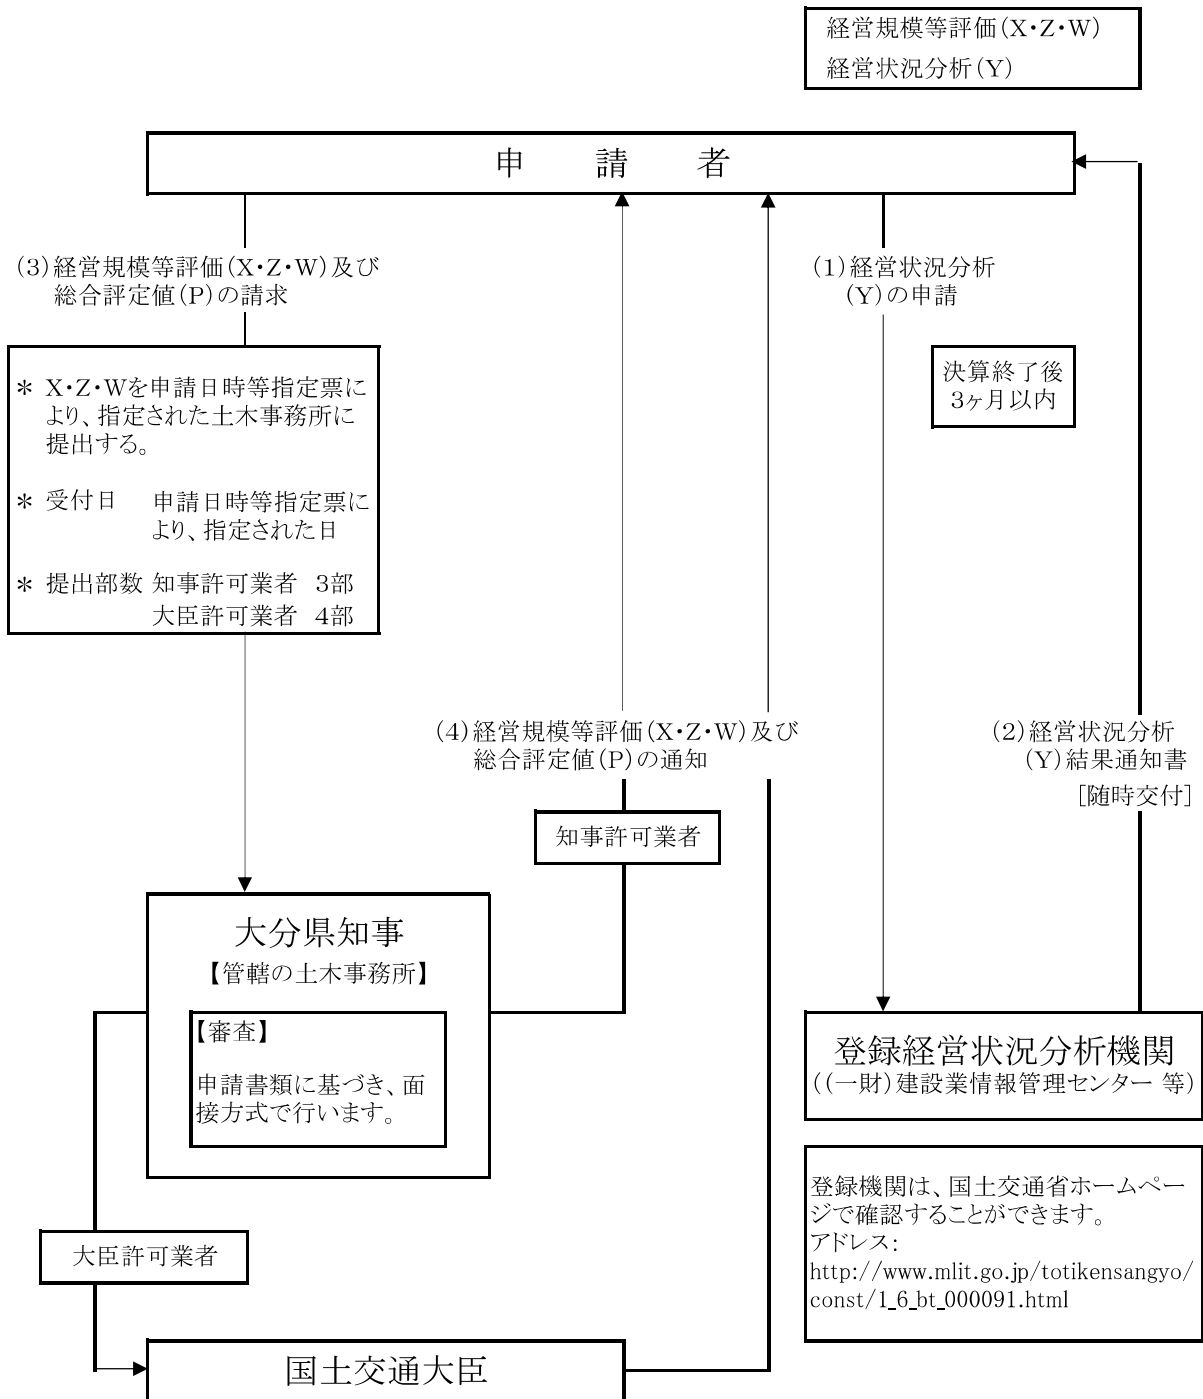 経営規模等評価(X・Z・W)
経営状況分析(Y)
申 請 者
(3)経営規模等評価(X・Z・W)及び
総合評定値(P)の請求
(1)経営状況分析
(Y)の申請
＊ X・Z・Wを申請日時等指定票に
より、指定された土木事務所に
提出する。
＊ 受付日 申請日時等指定票に
より、指定された日
＊ 提出部数 知事許可業者 3部
大臣許可業者 4部
決算終了後
3ヶ月以内
(4)経営規模等評価(X・Z・W)及び
総合評定値(P)の通知
(2)経営状況分析
(Y)結果通知書
[随時交付]
知事許可業者
大分県知事
【管轄の土木事務所】
【審査】
申請書類に基づき、面
接方式で行います。
登録経営状況分析機関
((一財)建設業情報管理センター 等)
登録機関は、国土交通省ホームペー
ジで確認することができます。
アドレス:
http://www.mlit.go.jp/totikensangyo/
const/1_6_bt_000091.html
大臣許可業者
国土交通大臣